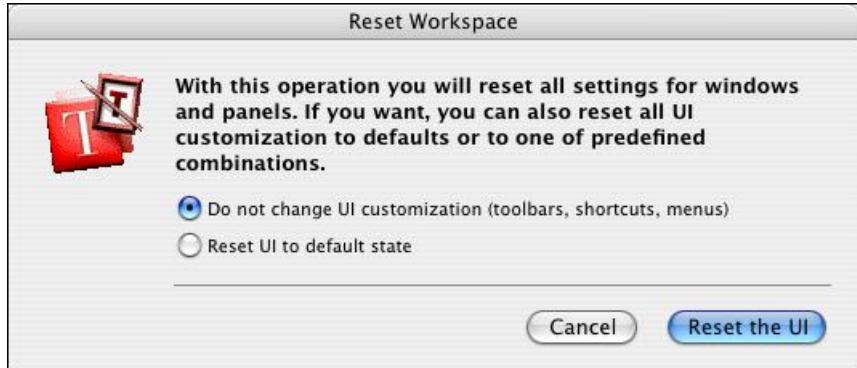 Reset Workspace
With this operation you will reset all settings for windows
and panels. If you want, you can also reset all UI
customization to defaults or to one of predefined
combinations.
Do not change UI customization (toolbars, shortcuts, menus)
Reset UI to default state
Cancel Reset the UI